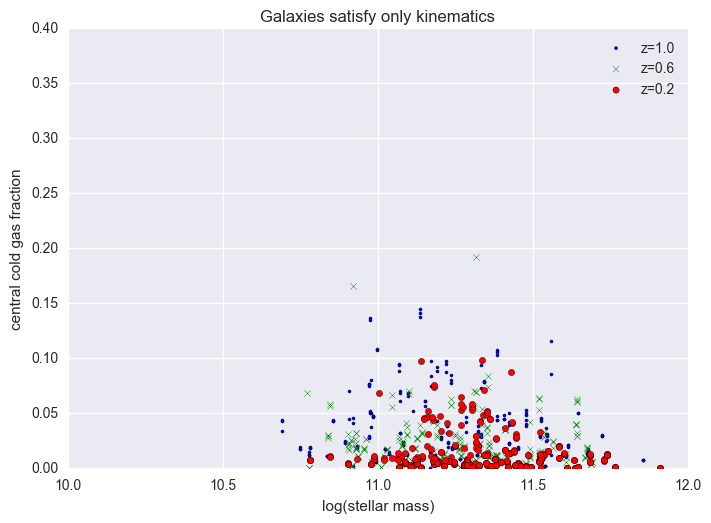 Galaxies satisfy only kinematics
0.40
0.35
0.30
0.25
0.20
0.15
0.10
0.05
0.00
central cold gas fraction
z=1.0
z=0.6
z=0.2
10.0 10.5 11.0 11.5 12.0
log(stellar mass)